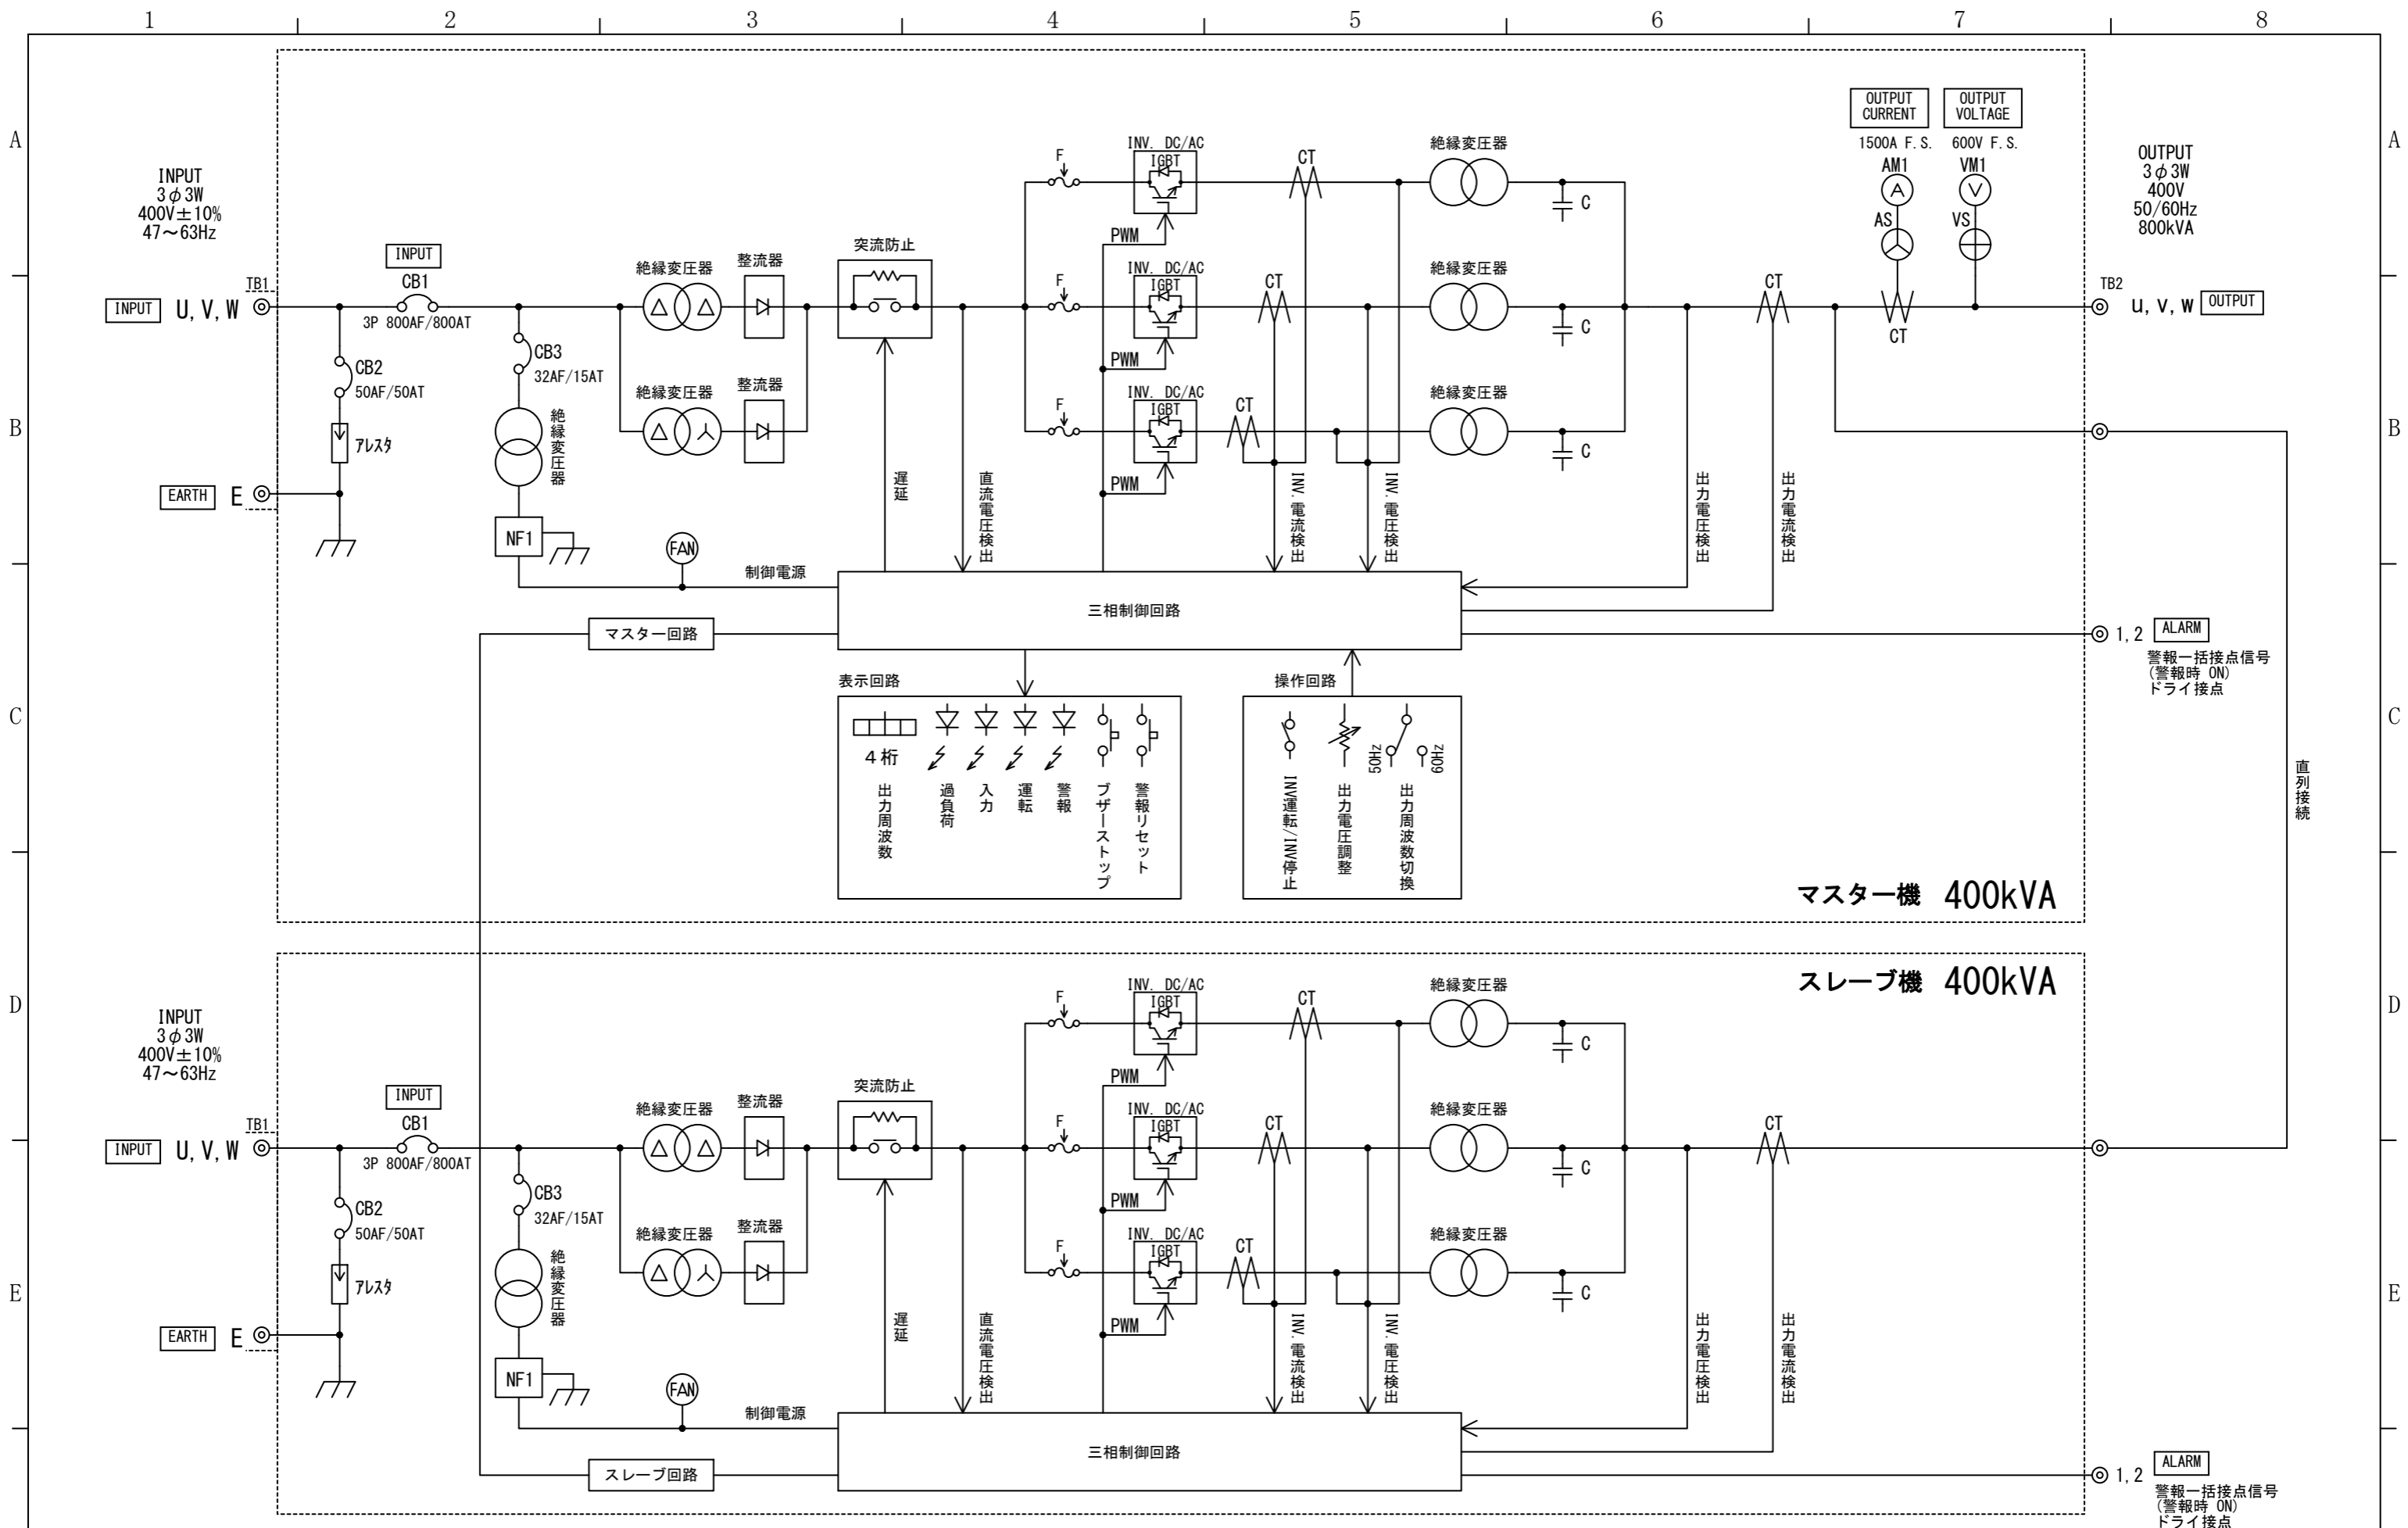 1 2 3 4 5 6 7 8
A
A
OUTPUT
CURRENT
OUTPUT
VOLTAGE
1500A F.S.
600V F.S.
AM1
VM1
A
V
AS
VS
INPUT
3φ3W
400V±10%
47～63Hz
OUTPUT
3φ3W
400V
50/60Hz
800kVA
F
INV. DC/AC
IGBT
CT
絶縁変圧器
C
PWM
INPUT
CB1
3P 800AF/800AT
絶縁変圧器
整流器
突流防止
F
INV. DC/AC
IGBT
CT
絶縁変圧器
C
PWM
CT
CT
TB1
INPUT
U, V, W
TB2
u, v, w
OUTPUT
B
B
CB2
50AF/50AT
CB3
32AF/15AT
絶縁変圧器
整流器
F
INV. DC/AC
IGBT
CT
絶縁変圧器
C
PWM
アレスタ
絶縁変圧器
EARTH
E
NF1
FAN
制御電源
遅延
直流電圧検出
INV. 電流検出
INV. 電圧検出
出力電圧検出
出力電流検出
三相制御回路
マスター回路
1, 2
ALARM
警報一括接点信号
(警報時 ON)
ドライ接点
C
C
表示回路
4桁
出力周波数
過負荷
入力
運転
警報
ブザーストップ
警報リセット
操作回路
INV運転/INV停止
出力電圧調整
50Hz
60Hz
出力周波数切換
直列接続
マスター機 400kVA
スレーブ機 400kVA
D
D
INPUT
3φ3W
400V±10%
47～63Hz
F
INV. DC/AC
IGBT
CT
絶縁変圧器
C
PWM
INPUT
CB1
3P 800AF/800AT
絶縁変圧器
整流器
突流防止
F
INV. DC/AC
IGBT
CT
絶縁変圧器
C
PWM
CT
TB1
INPUT
U, V, W
CB2
50AF/50AT
CB3
32AF/15AT
絶縁変圧器
整流器
F
INV. DC/AC
IGBT
CT
絶縁変圧器
C
PWM
E
E
アレスタ
絶縁変圧器
EARTH
E
NF1
FAN
制御電源
遅延
直流電圧検出
INV. 電流検出
INV. 電圧検出
出力電圧検出
出力電流検出
三相制御回路
スレーブ回路
1, 2
ALARM
警報一括接点信号
(警報時 ON)
ドライ接点